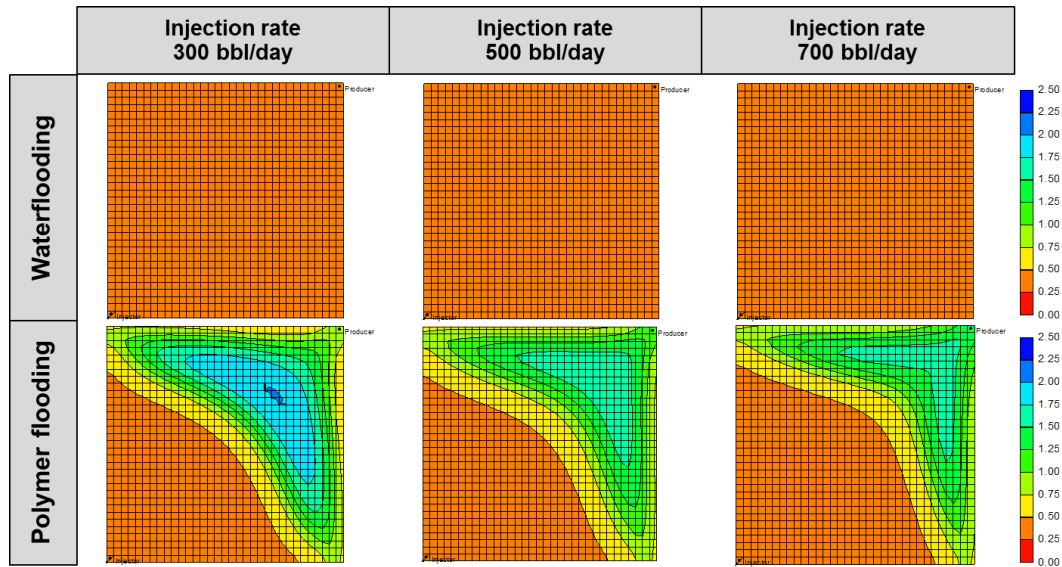 Injection rate
300 bbl/day
Injection rate
500 bbl/day
Injection rate
700 bbl/day
Waterflooding
Producer
Injector
Producer
Injector
Producer
Injector
2.50
2.25
2.00
1.75
1.50
1.25
1.00
0.75
0.50
0.25
0.00
Polymer flooding
Producer
Injector
Producer
Injector
Producer
Injector
2.50
2.25
2.00
1.75
1.50
1.25
1.00
0.75
0.50
0.25
0.00